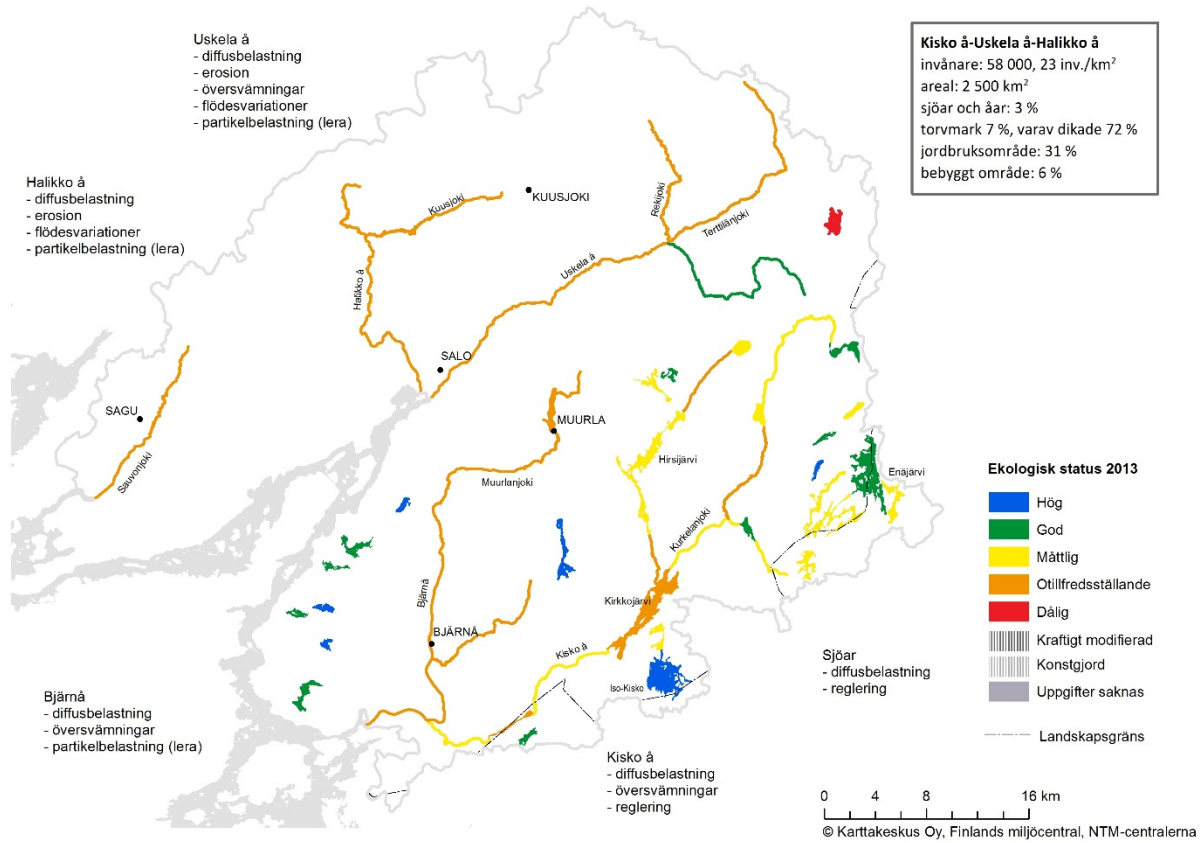 Uskela å
- diffusbelastning
- erosion
- översvämningar
- flödesvariationer
- partikelbelastning (lera)
Kisko å-Uskela å-Halikko å
invånare: 58 000, 23 inv./km²
areal: 2 500 km²
sjöar och åar: 3 %
torvmark 7 %, varav dikade 72 %
jordbruksområde: 31 %
bebyggt område: 6 %
Halikko å
- diffusbelastning
- erosion
- flödesvariationer
- partikelbelastning (lera)
KUUSJOKI
Kuusjoki
Rekijoki
Terttilänjoki
Uskela å
Halikko å
SALO
SAGU
Sauvonjoki
MUURLA
Muurlanjoki
Hirsijärvi
Enäjärvi
Kurkelanjoki
Bjärnå
Kirkkojärvi
BJÄRNÅ
Kisko å
Iso-Kisko
Ekologisk status 2013
Hög
God
Måttlig
Otillfredsställande
Dålig
Kraftigt modifierad
Konstgjord
Uppgifter saknas
Landskapsgräns
Sjöar
- diffusbelastning
- reglering
Bjärnå
- diffusbelastning
- översvämningar
- partikelbelastning (lera)
Kisko å
- diffusbelastning
- översvämningar
- reglering
0 4 8 16 km
© Karttakeskus Oy, Finlands miljöcentral, NTM-centralerna